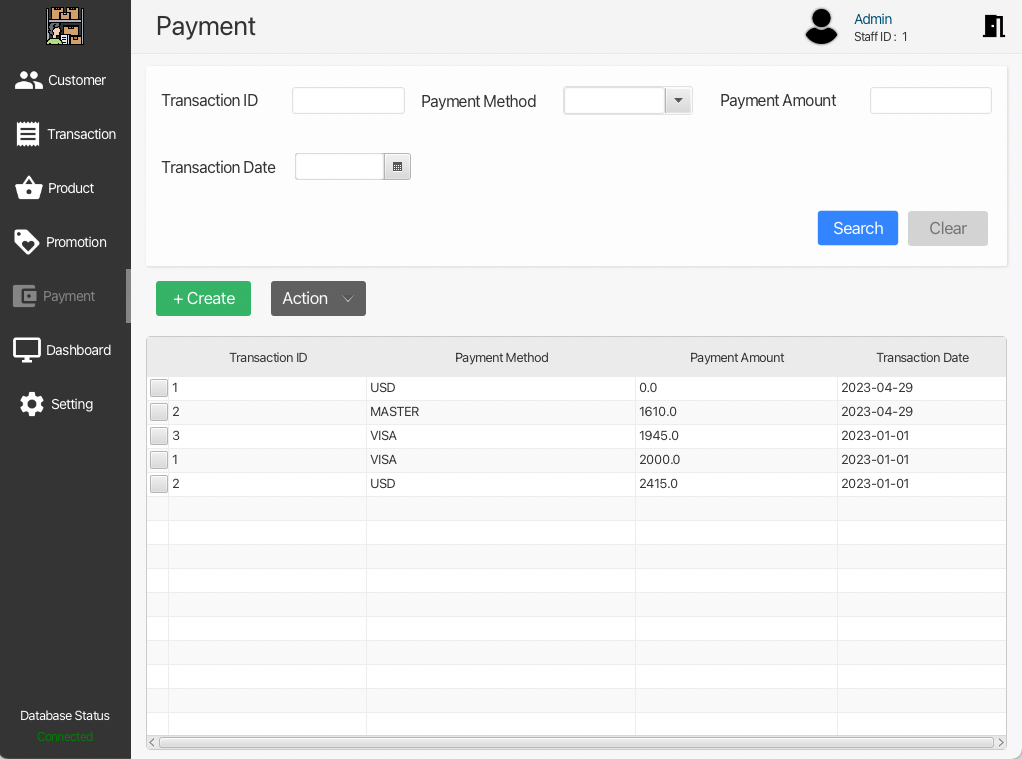 Payment
Admin
Staff ID : 1
Customer
Transaction
Product
Promotion
Payment
Dashboard
Setting
Database Status
Connected
Transaction ID
Payment Method
Payment Amount
Transaction Date
Search
Clear
+ Create
Action
Transaction ID Payment Method Payment Amount Transaction Date
1 USD 0.0 2023-04-29
2 MASTER 1610.0 2023-04-29
3 VISA 1945.0 2023-01-01
1 VISA 2000.0 2023-01-01
2 USD 2415.0 2023-01-01